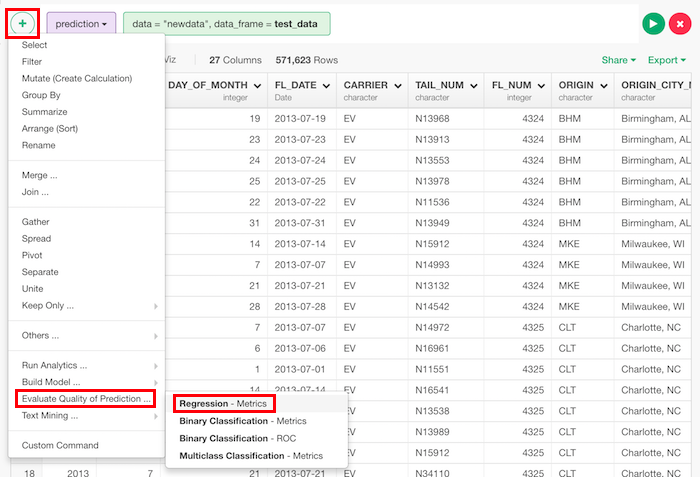 + prediction data = "newdata", data_frame = test_data
Select
Viz 27 Columns 571,623 Rows Share Export
Filter
Mutate (Create Calculation)
Group By
Summarize
Arrange (Sort)
Rename
Merge ...
Join ...
Gather
Spread
Pivot
Separate
Unite
Keep Only ...
Others ...
Run Analytics ...
Build Model ...
Evaluate Quality of Prediction ...
Text Mining ...
Custom Command
Regression - Metrics
Binary Classification - Metrics
Binary Classification - ROC
Multiclass Classification - Metrics
DAY_OF_MONTH FL_DATE CARRIER TAIL_NUM FL_NUM ORIGIN ORIGIN_CITY_
integer Date character character integer character character
19 2013-07-19 EV N13968 4324 BHM Birmingham, AL
23 2013-07-23 EV N13913 4324 BHM Birmingham, AL
24 2013-07-24 EV N13553 4324 BHM Birmingham, AL
25 2013-07-25 EV N13978 4324 BHM Birmingham, AL
22 2013-07-22 EV N11536 4324 BHM Birmingham, AL
31 2013-07-31 EV N13949 4324 BHM Birmingham, AL
14 2013-07-14 EV N15912 4324 MKE Milwaukee, WI
7 2013-07-07 EV N14993 4324 MKE Milwaukee, WI
21 2013-07-21 EV N13132 4324 MKE Milwaukee, WI
28 2013-07-28 EV N14542 4324 MKE Milwaukee, WI
7 2013-07-07 EV N14972 4325 CLT Charlotte, NC
6 2013-07-06 EV N16961 4325 CLT Charlotte, NC
1 2013-07-01 EV N11551 4325 CLT Charlotte, NC
14 2013-07-14 EV N16541 4325 CLT Charlotte, NC
N13538 4325 CLT Charlotte, NC
N13989 4325 CLT Charlotte, NC
N15912 4325 CLT Charlotte, NC
18 2013 7 21 2013-07-21 EV N34110 4325 CLT Charlotte, NC